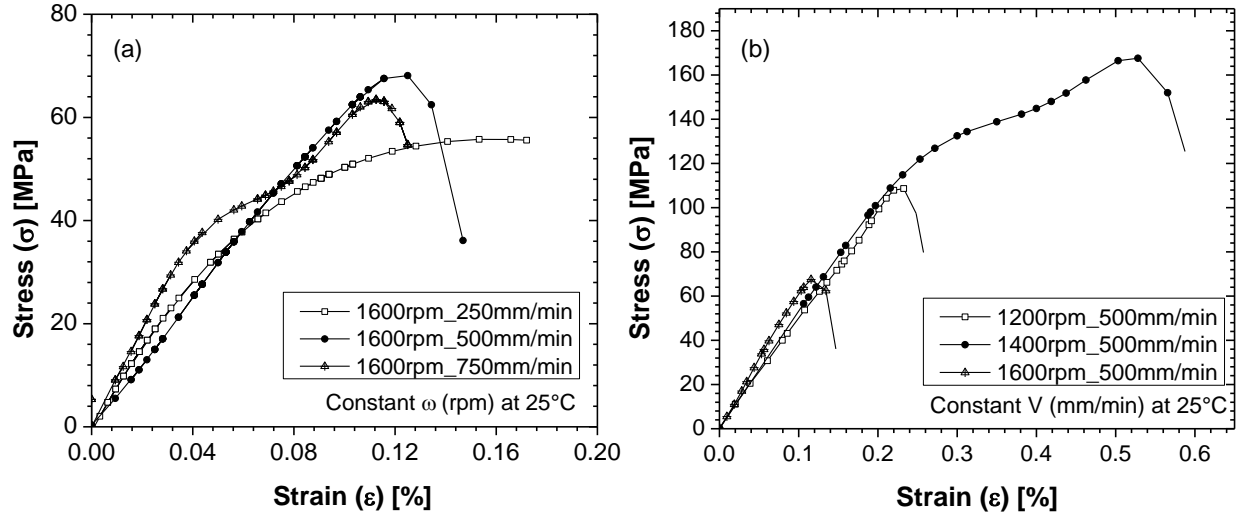 (a)
Stress (σ) [MPa]
80
60
40
20
0
1600rpm_250mm/min
1600rpm_500mm/min
1600rpm_750mm/min
Constant ω (rpm) at 25°C
0.00 0.04 0.08 0.12 0.16 0.20
Strain (ε) [%]
(b)
Stress (σ) [MPa]
180
160
140
120
100
80
60
40
20
0
1200rpm_500mm/min
1400rpm_500mm/min
1600rpm_500mm/min
Constant V (mm/min) at 25°C
0.0 0.1 0.2 0.3 0.4 0.5 0.6
Strain (ε) [%]